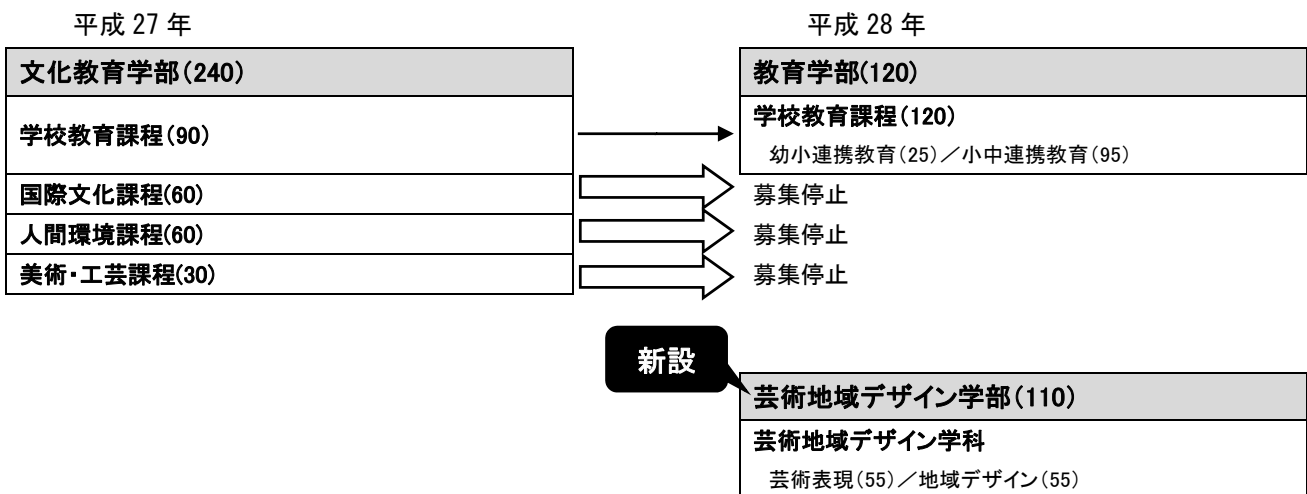 平成 27 年
平成 28 年
文化教育学部(240)
教育学部(120)
学校教育課程(90)
学校教育課程(120)
幼小連携教育(25)／小中連携教育(95)
国際文化課程(60)
募集停止
人間環境課程(60)
募集停止
美術・工芸課程(30)
募集停止
新設
芸術地域デザイン学部(110)
芸術地域デザイン学科
芸術表現(55)／地域デザイン(55)